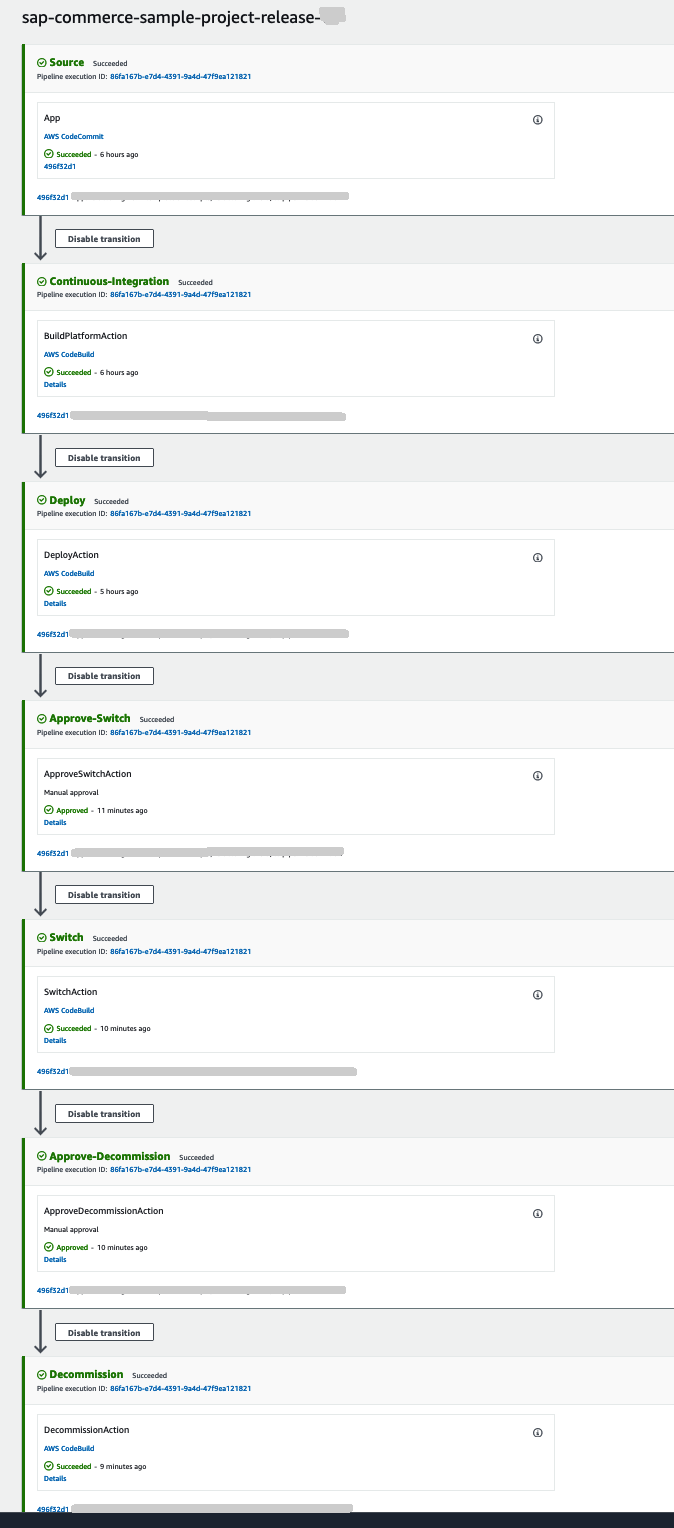 sap-commerce-sample-project-release-
Source Succeeded
Pipeline execution ID: 86fa167b-e7d4-4391-9a4d-47f9ea121821
App
AWS CodeCommit
Succeeded - 6 hours ago
496f32d1
496f32d1
Disable transition
Continuous-Integration Succeeded
Pipeline execution ID: 86fa167b-e7d4-4391-9a4d-47f9ea121821
BuildPlatformAction
AWS CodeBuild
Succeeded - 6 hours ago
Details
496f32d1
Disable transition
Deploy Succeeded
Pipeline execution ID: 86fa167b-e7d4-4391-9a4d-47f9ea121821
DeployAction
AWS CodeBuild
Succeeded - 5 hours ago
Details
496f32d1
Disable transition
Approve-Switch Succeeded
Pipeline execution ID: 86fa167b-e7d4-4391-9a4d-47f9ea121821
ApproveSwitchAction
Manual approval
Approved - 11 minutes ago
Details
496f32d1
Disable transition
Switch Succeeded
Pipeline execution ID: 86fa167b-e7d4-4391-9a4d-47f9ea121821
SwitchAction
AWS CodeBuild
Succeeded - 10 minutes ago
Details
496f32d1
Disable transition
Approve-Decommission Succeeded
Pipeline execution ID: 86fa167b-e7d4-4391-9a4d-47f9ea121821
ApproveDecommissionAction
Manual approval
Approved - 10 minutes ago
Details
496f32d1
Disable transition
Decommission Succeeded
Pipeline execution ID: 86fa167b-e7d4-4391-9a4d-47f9ea121821
DecommissionAction
AWS CodeBuild
Succeeded - 9 minutes ago
Details
496f32d1